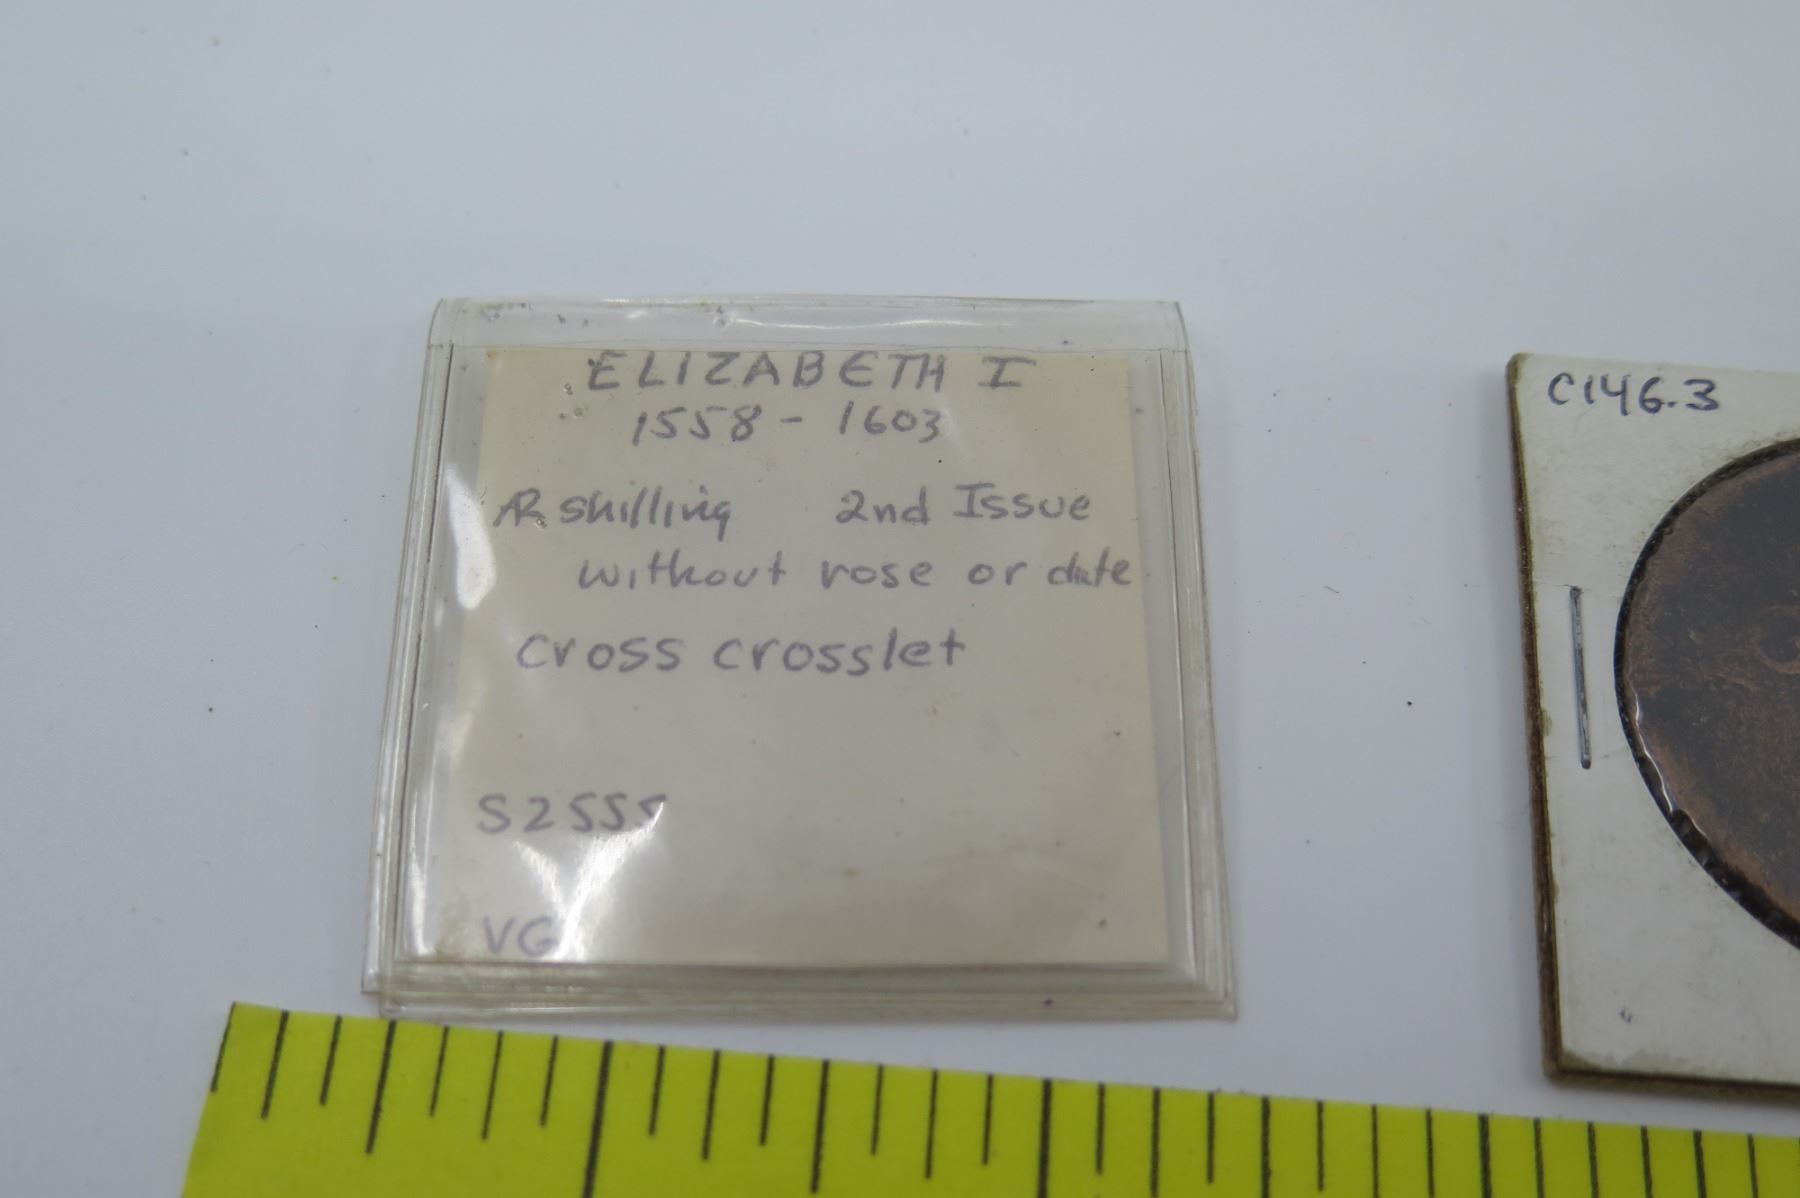 ELIZABETH I
1558 - 1603
AR shilling 2nd Issue
without rose or date
cross crosslet
S2555
VG
C146.3